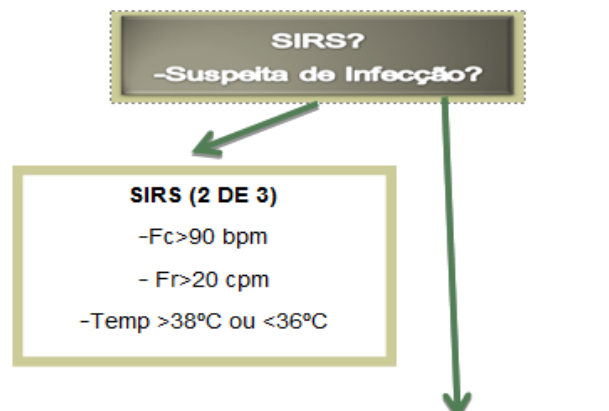 SIRS?
-Suspeita de Infecção?
SIRS (2 DE 3)
-Fc>90 bpm
- Fr>20 cpm
-Temp >38ºC ou <36ºC